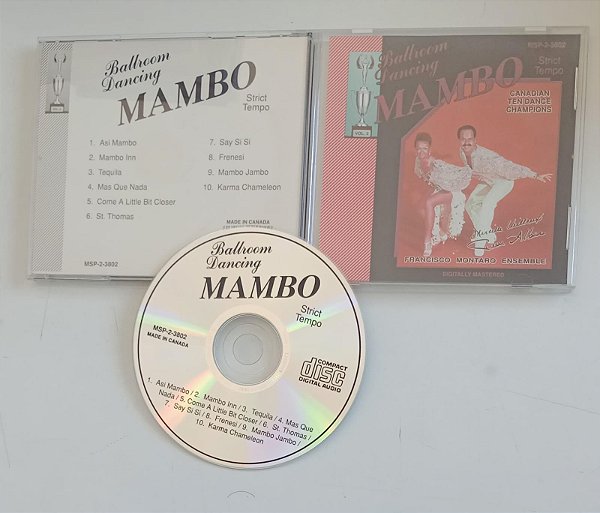 Ballroom
Dancing
MAMBO
Strict
Tempo
1. Asi Mambo
2. Mambo Inn
3. Tequila
4. Mas Que Nada
5. Come A Little Bit Closer
6. St. Thomas
7. Say Si Si
8. Frenesi
9. Mambo Jambo
10. Karma Chameleon
MADE IN CANADA
MSP-2-3802
MSP-2-3802
Ballroom
Dancing
MAMBO
Strict
Tempo
VOL. 2
CANADIAN
TEN DANCE
CHAMPIONS
FRANCISCO MONTARO ENSEMBLE
DIGITALLY MASTERED
Ballroom
Dancing
MAMBO
Strict
Tempo
MSP-2-3802
MADE IN CANADA
COMPACT
disc
DIGITAL AUDIO
1. Asi Mambo / 2. Mambo Inn / 3. Tequila / 4. Mas Que
Nada / 5. Come A Little Bit Closer / 6. St. Thomas /
7. Say Si Si / 8. Frenesi / 9. Mambo Jambo /
10. Karma Chameleon